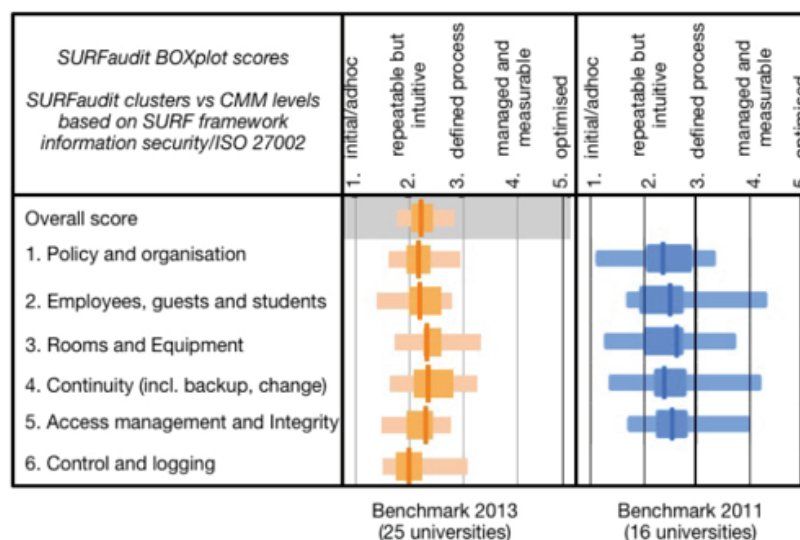 SURFaudit BOXplot scores
SURFaudit clusters vs CMM levels
based on SURF framework
information security/ISO 27002
1. initial/adhoc
2. repeatable but
intuitive
3. defined process
4. managed and
measurable
5. optimised
1. initial/adhoc
2. repeatable but
intuitive
3. defined process
4. managed and
measurable
5. optimised
Overall score
1. Policy and organisation
2. Employees, guests and students
3. Rooms and Equipment
4. Continuity (incl. backup, change)
5. Access management and Integrity
6. Control and logging
Benchmark 2013
(25 universities)
Benchmark 2011
(16 universities)